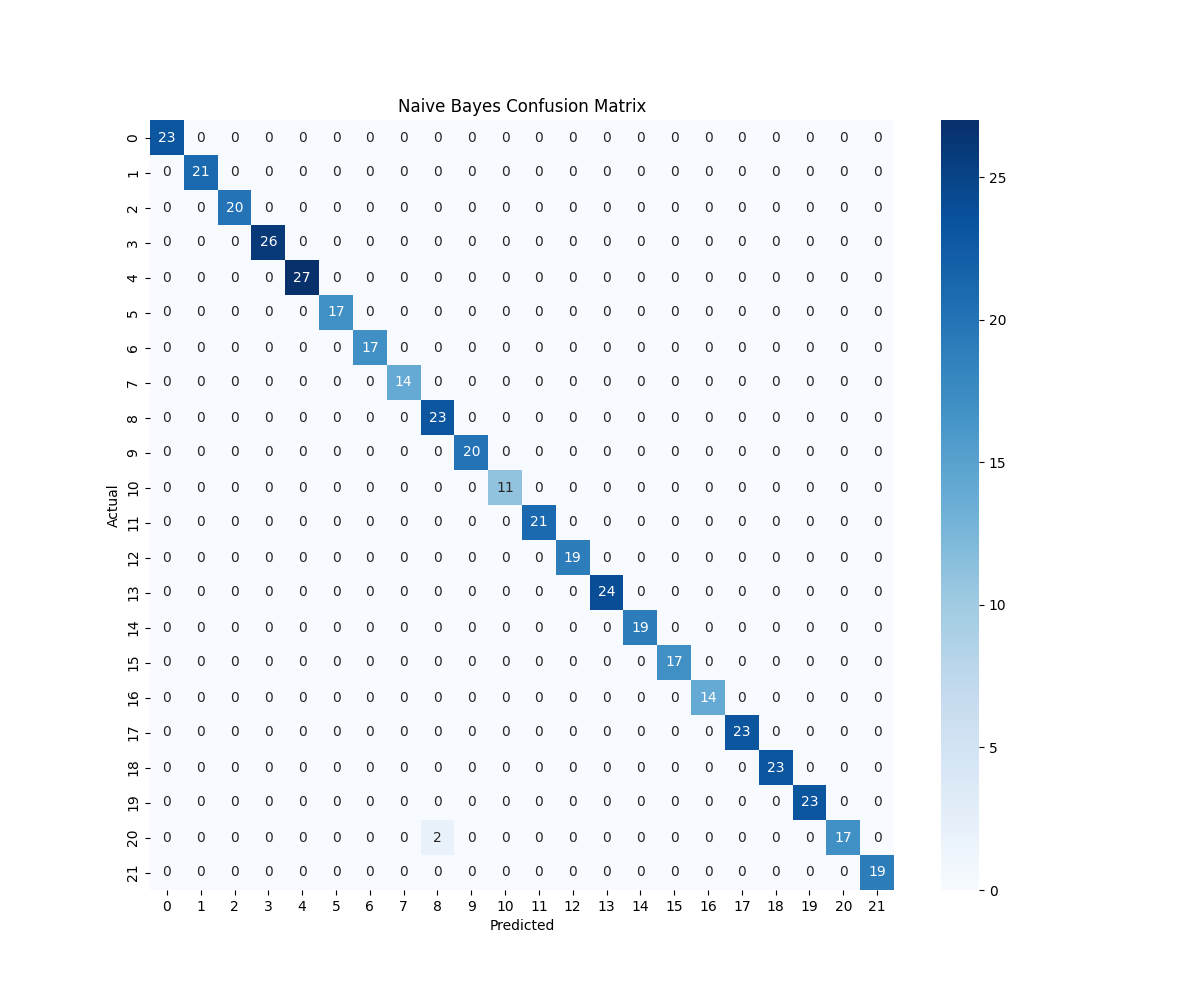 Naive Bayes Confusion Matrix
0 23 0 0 0 0 0 0 0 0 0 0 0 0 0 0 0 0 0 0 0 0 0
1 0 21 0 0 0 0 0 0 0 0 0 0 0 0 0 0 0 0 0 0 0 0
2 0 0 20 0 0 0 0 0 0 0 0 0 0 0 0 0 0 0 0 0 0 0
3 0 0 0 26 0 0 0 0 0 0 0 0 0 0 0 0 0 0 0 0 0 0
4 0 0 0 0 27 0 0 0 0 0 0 0 0 0 0 0 0 0 0 0 0 0
5 0 0 0 0 0 17 0 0 0 0 0 0 0 0 0 0 0 0 0 0 0 0
6 0 0 0 0 0 0 17 0 0 0 0 0 0 0 0 0 0 0 0 0 0 0
7 0 0 0 0 0 0 0 14 0 0 0 0 0 0 0 0 0 0 0 0 0 0
8 0 0 0 0 0 0 0 0 23 0 0 0 0 0 0 0 0 0 0 0 0 0
9 0 0 0 0 0 0 0 0 0 20 0 0 0 0 0 0 0 0 0 0 0 0
10 0 0 0 0 0 0 0 0 0 0 11 0 0 0 0 0 0 0 0 0 0 0
Actual
11 0 0 0 0 0 0 0 0 0 0 0 21 0 0 0 0 0 0 0 0 0 0
12 0 0 0 0 0 0 0 0 0 0 0 0 19 0 0 0 0 0 0 0 0 0
13 0 0 0 0 0 0 0 0 0 0 0 0 0 24 0 0 0 0 0 0 0 0
14 0 0 0 0 0 0 0 0 0 0 0 0 0 0 19 0 0 0 0 0 0 0
15 0 0 0 0 0 0 0 0 0 0 0 0 0 0 0 17 0 0 0 0 0 0
16 0 0 0 0 0 0 0 0 0 0 0 0 0 0 0 0 14 0 0 0 0 0
17 0 0 0 0 0 0 0 0 0 0 0 0 0 0 0 0 0 23 0 0 0 0
18 0 0 0 0 0 0 0 0 0 0 0 0 0 0 0 0 0 0 23 0 0 0
19 0 0 0 0 0 0 0 0 0 0 0 0 0 0 0 0 0 0 0 23 0 0
20 0 0 0 0 0 0 0 0 2 0 0 0 0 0 0 0 0 0 0 0 17 0
21 0 0 0 0 0 0 0 0 0 0 0 0 0 0 0 0 0 0 0 0 0 19
0 1 2 3 4 5 6 7 8 9 10 11 12 13 14 15 16 17 18 19 20 21
Predicted
25
20
15
10
5
0